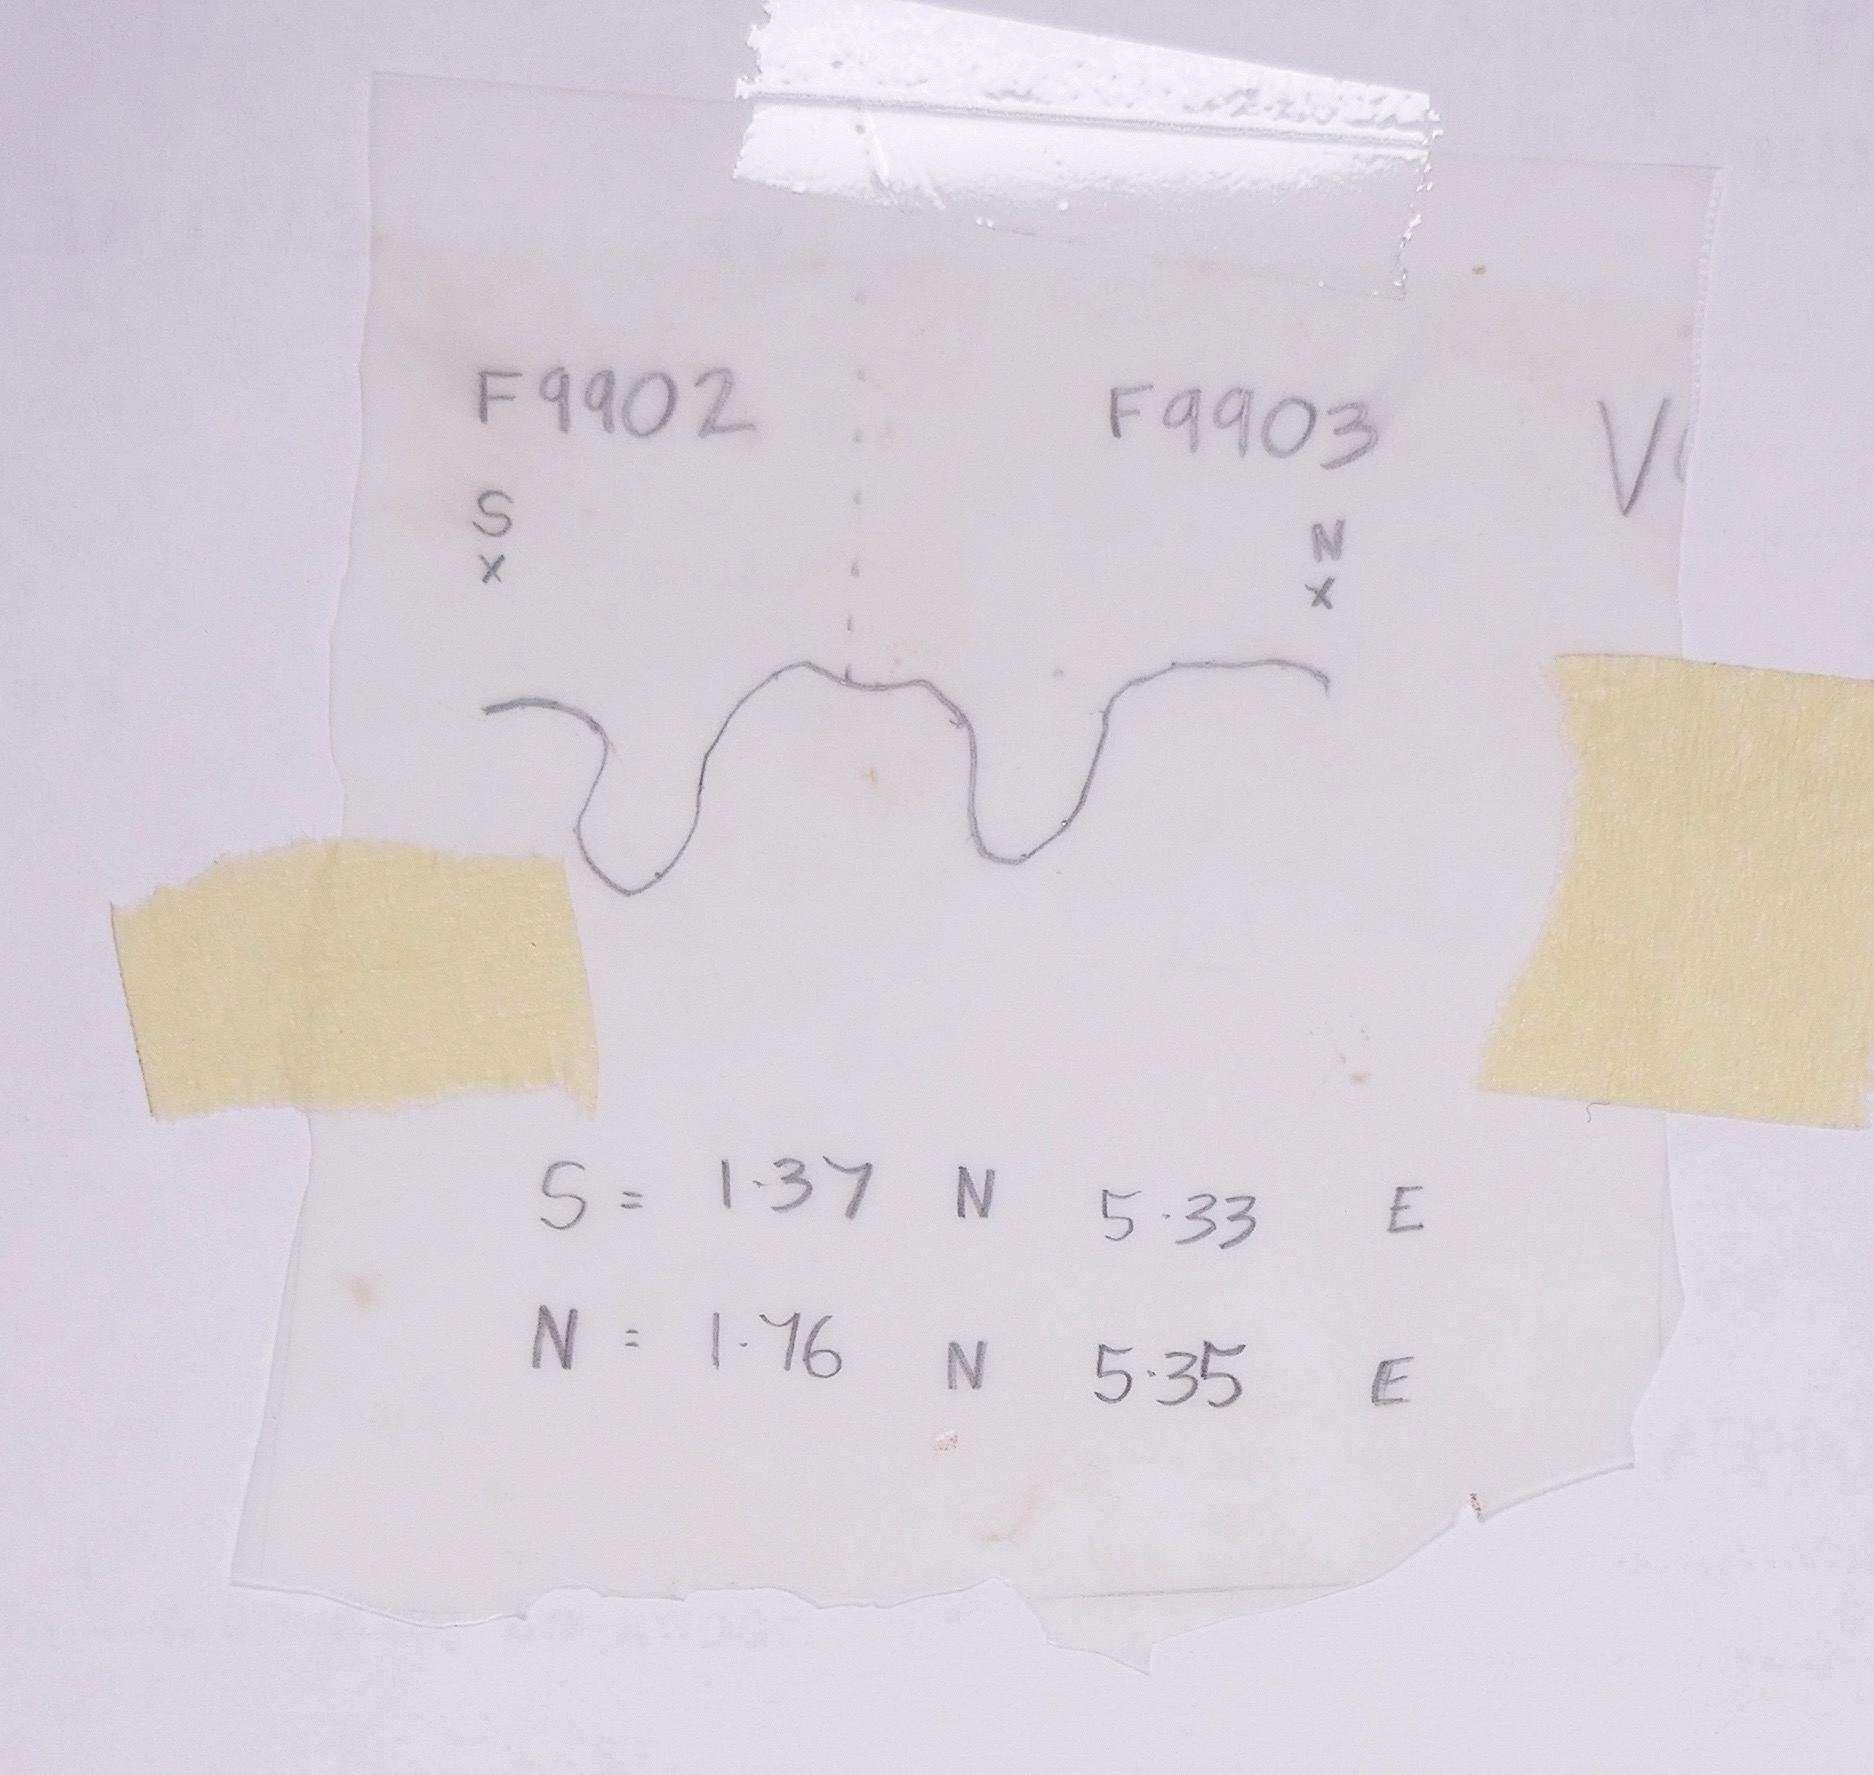 F9902 F9903
S N
x x
S = 1.37 N 5.33 E
N = 1.76 N 5.35 E